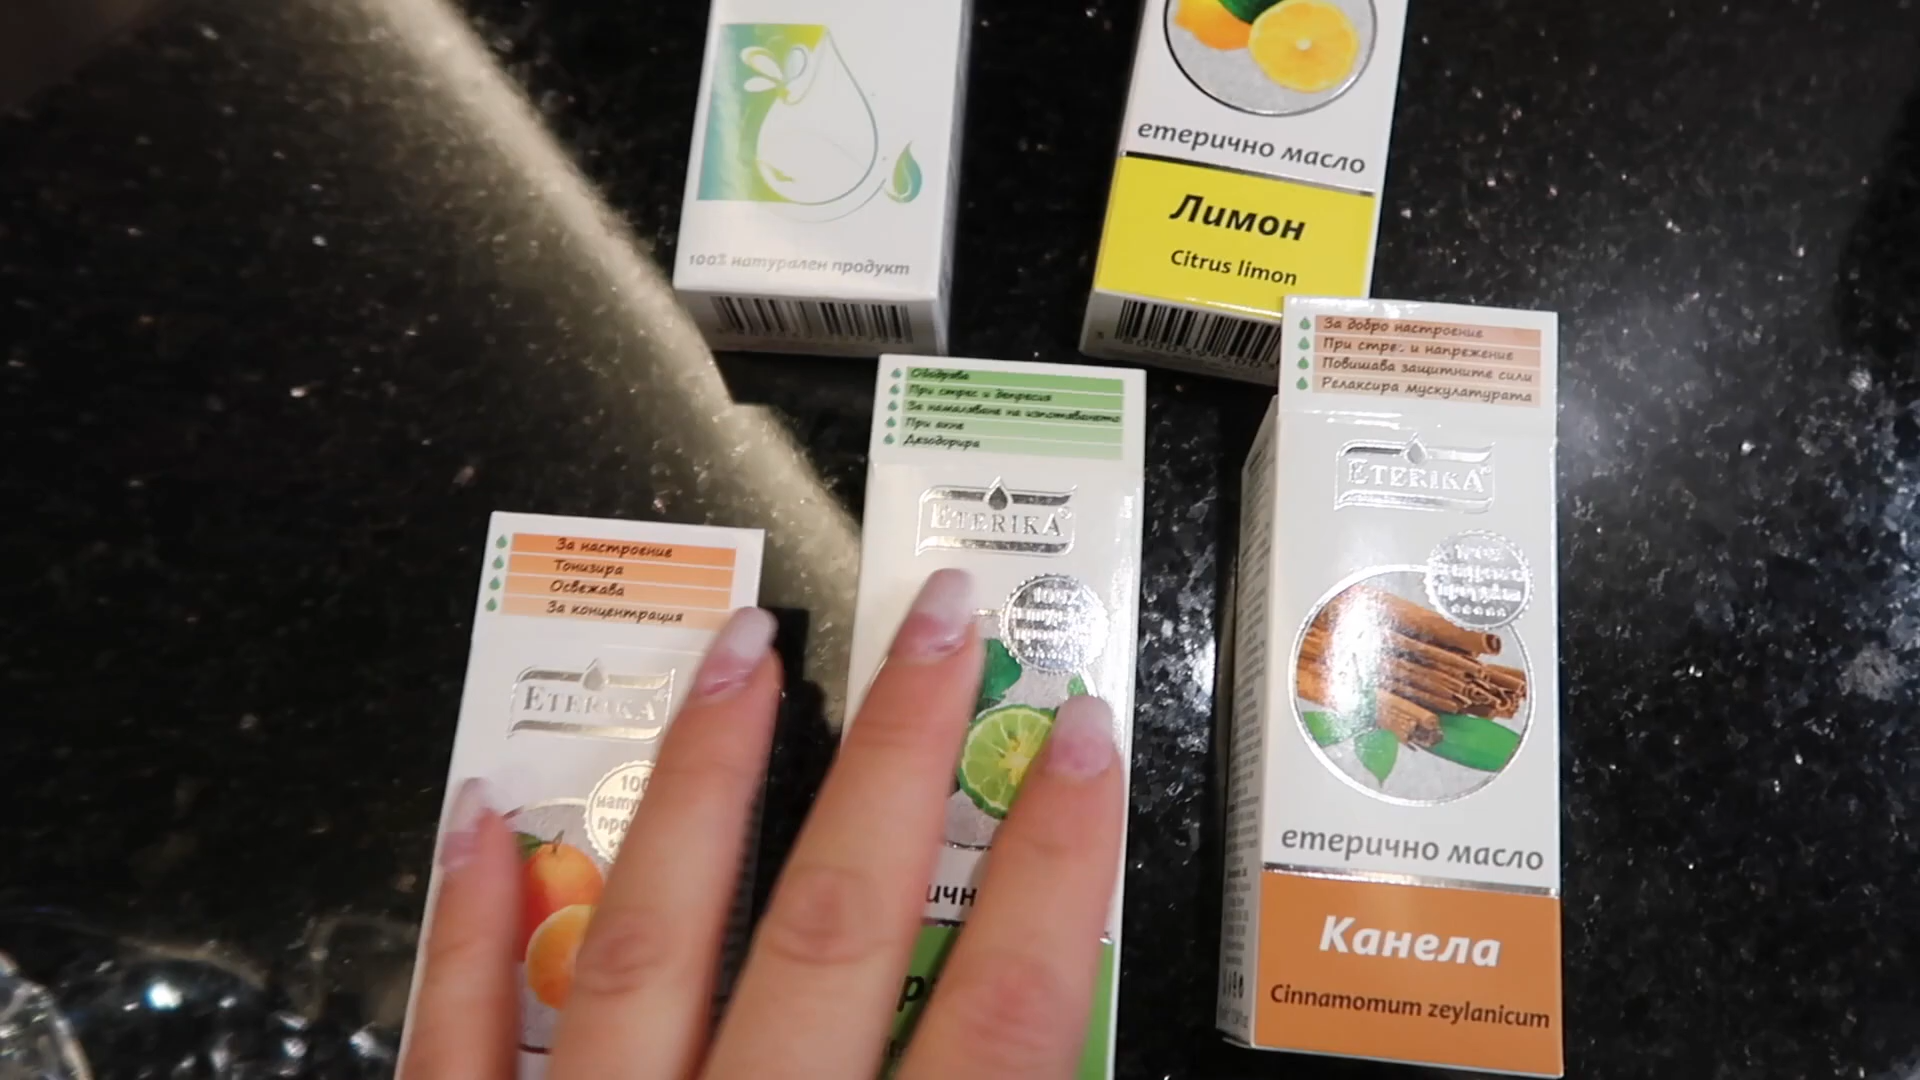 100% натурален продукт
етерично масло
Лимон
Citrus limon
За добро настроение
При стрес и напрежение
Повишава защитните сили
Релаксира мускулатурата
ETERIKA
етерично масло
Канела
Cinnamomum zeylanicum
Ободрява
При стрес и депресия
За намаляване на изпотяването
При акне
Дезодорира
ETERIKA
100%
За настроение
Тонизира
Освежава
За концентрация
ETERIKA